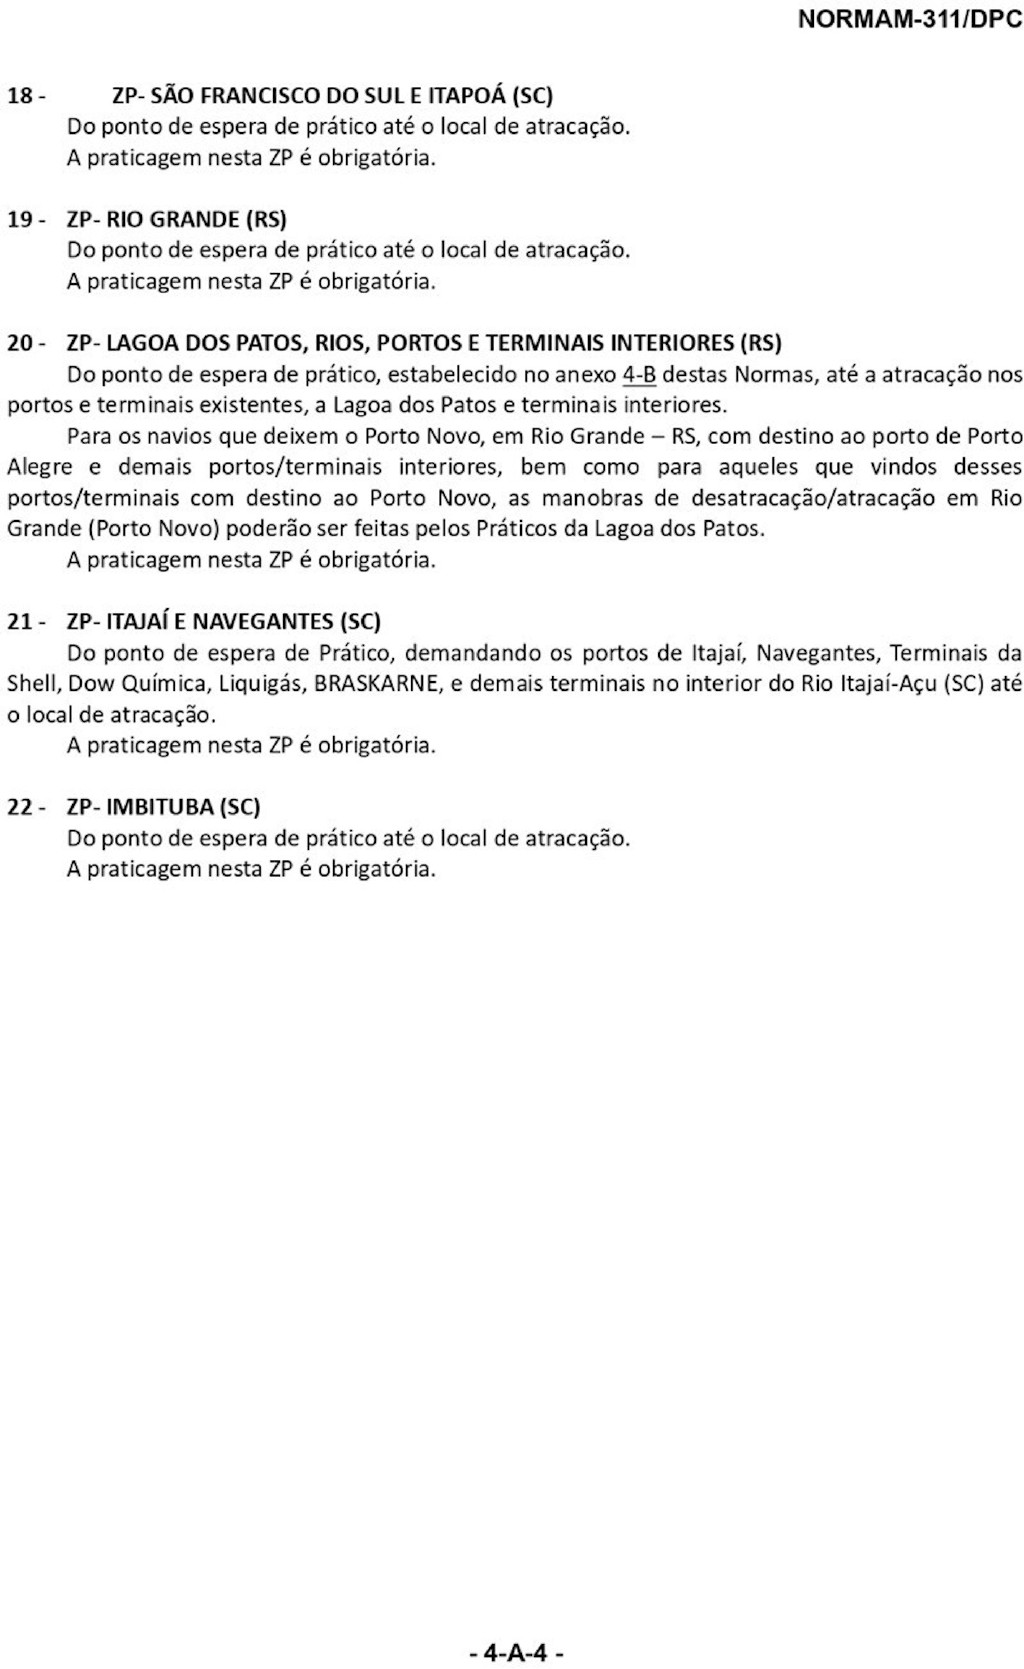 NORMAM-311/DPC
18 - ZP- SÃO FRANCISCO DO SUL E ITAPOÁ (SC)
Do ponto de espera de prático até o local de atracação.
A praticagem nesta ZP é obrigatória.
19 - ZP- RIO GRANDE (RS)
Do ponto de espera de prático até o local de atracação.
A praticagem nesta ZP é obrigatória.
20 - ZP- LAGOA DOS PATOS, RIOS, PORTOS E TERMINAIS INTERIORES (RS)
Do ponto de espera de prático, estabelecido no anexo 4-B destas Normas, até a atracação nos
portos e terminais existentes, a Lagoa dos Patos e terminais interiores.
Para os navios que deixem o Porto Novo, em Rio Grande – RS, com destino ao porto de Porto
Alegre e demais portos/terminais interiores, bem como para aqueles que vindos desses
portos/terminais com destino ao Porto Novo, as manobras de desatracação/atracação em Rio
Grande (Porto Novo) poderão ser feitas pelos Práticos da Lagoa dos Patos.
A praticagem nesta ZP é obrigatória.
21 - ZP- ITAJAÍ E NAVEGANTES (SC)
Do ponto de espera de Prático, demandando os portos de Itajaí, Navegantes, Terminais da
Shell, Dow Química, Liquigás, BRASKARNE, e demais terminais no interior do Rio Itajaí-Açu (SC) até
o local de atracação.
A praticagem nesta ZP é obrigatória.
22 - ZP- IMBITUBA (SC)
Do ponto de espera de prático até o local de atracação.
A praticagem nesta ZP é obrigatória.
- 4-A-4 -